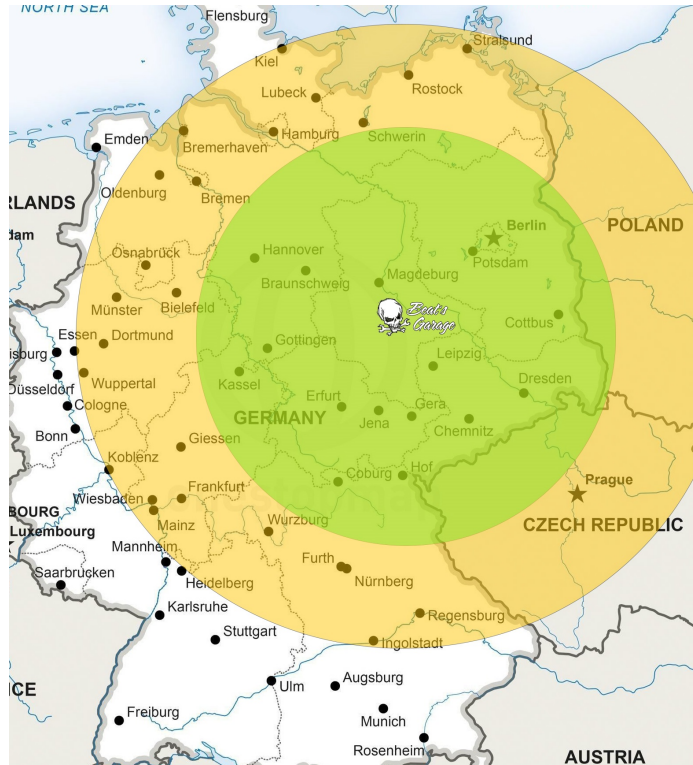 NORTH SEA
Flensburg
Kiel
Stralsund
Lubeck
Rostock
Hamburg
Schwerin
Emden
Bremerhaven
Oldenburg
Bremen
RLANDS
dam
Berlin
POLAND
Potsdam
Osnabrück
Hannover
Braunschweig
Magdeburg
Münster
Bielefeld
Beal's
Garage
Cottbus
Essen
Dortmund
isburg
Gottingen
Leipzig
Wuppertal
Kassel
Düsseldorf
Dresden
Cologne
Erfurt
Gera
GERMANY
Jena
Chemnitz
Bonn
Giessen
Koblenz
Coburg
Hof
Prague
Wiesbaden
Frankfurt
BOURG
Mainz
Wurzburg
CZECH REPUBLIC
Luxembourg
Mannheim
Furth
Nürnberg
Saarbrücken
Heidelberg
Karlsruhe
Regensburg
Stuttgart
Ingolstadt
Ulm
Augsburg
CE
Freiburg
Munich
Rosenheim
AUSTRIA